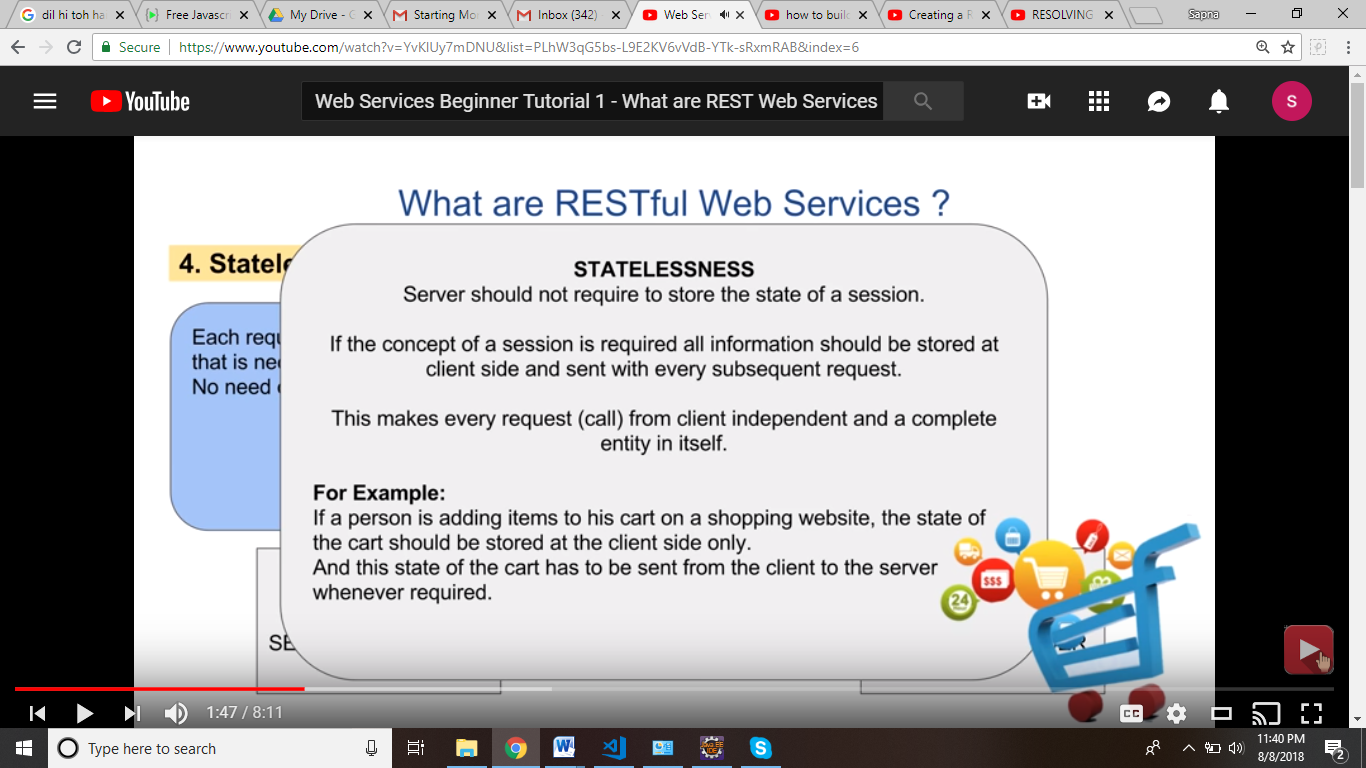 dil hi toh ha
Free Javascr
My Drive - G
Starting Mo
Inbox (342)
Web Ser
how to buil
Creating a R
RESOLVING
Sapna
Secure
https://www.youtube.com/watch?v=YvKlUy7mDNU&list=PLhW3qG5bs-L9E2KV6vVdB-YTk-sRxmRAB&index=6
YouTube
Web Services Beginner Tutorial 1 - What are REST Web Services
S
What are RESTful Web Services ?
4. Statele
STATELESSNESS
Server should not require to store the state of a session.
Each requ
that is nee
No need
If the concept of a session is required all information should be stored at
client side and sent with every subsequent request.
This makes every request (call) from client independent and a complete
entity in itself.
For Example:
If a person is adding items to his cart on a shopping website, the state of
the cart should be stored at the client side only.
And this state of the cart has to be sent from the client to the server
whenever required.
$$$
24
SE
ER
1:47 / 8:11
CC
Type here to search
11:40 PM
8/8/2018
2